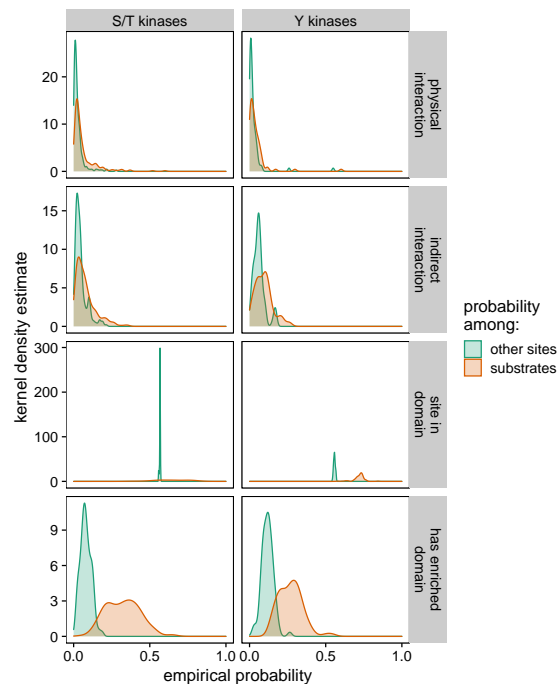 S/T kinases
Y kinases
physical
interaction
20
10
0
indirect
interaction
15
10
5
0
site in
domain
300
200
100
0
has enriched
domain
9
6
3
0
0.0
0.5
1.0
0.0
0.5
1.0
empirical probability
kernel density estimate
probability
among:
other sites
substrates